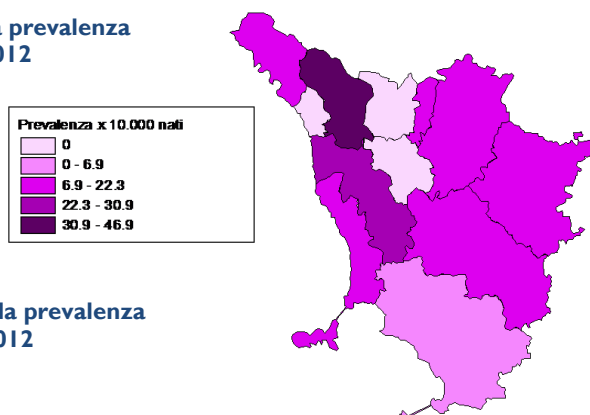 a prevalenza
012
Prevalenza x 10.000 nati
0
0 - 6.9
6.9 - 22.3
22.3 - 30.9
30.9 - 46.9
la prevalenza
012